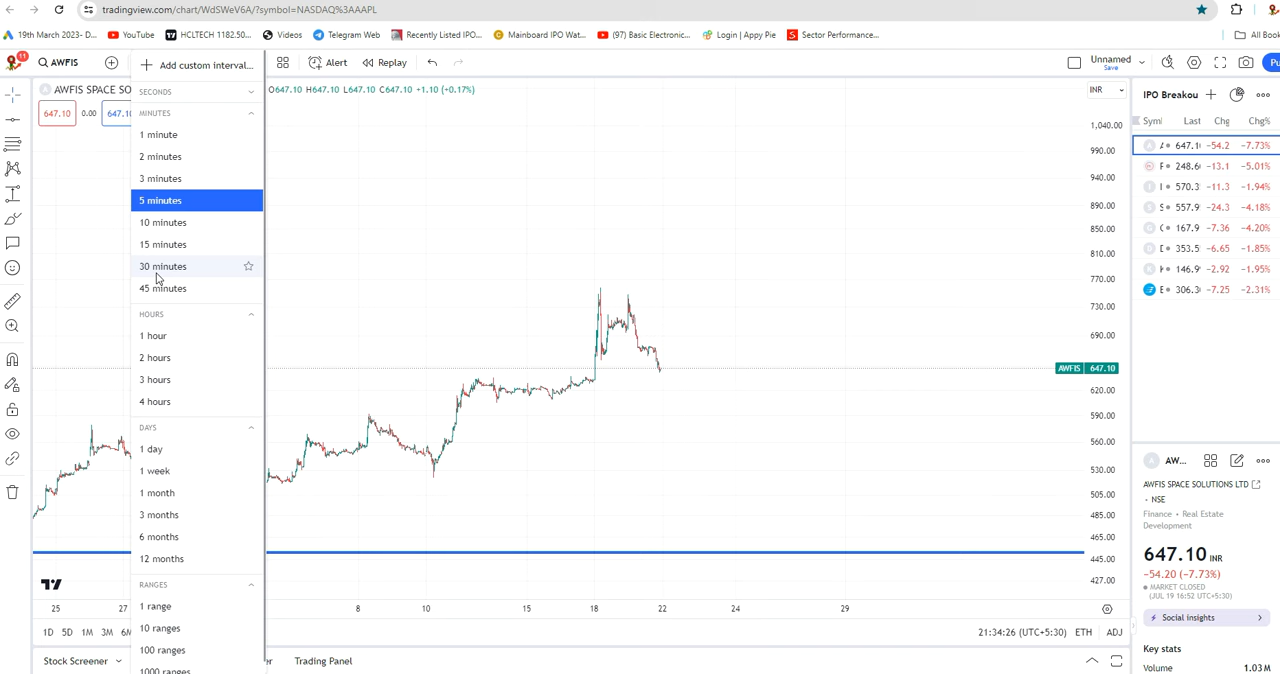 tradingview.com/chart/WdSWeV6A/?symbol=NASDAQ%3AAAPL
19th March 2023- D...
YouTube
HCLTECH 1182.50...
Videos
Telegram Web
Recently Listed IPO...
Mainboard IPO Wat...
(97) Basic Electronic...
Login | Appy Pie
Sector Performance...
All Book
11
AWFIS
Add custom interval...
Alert
Replay
Unnamed
Save
Pu
AWFIS SPACE SO
O647.10 H647.10 L647.10 C647.10 +1.10 (+0.17%)
647.10
0.00
647.1
SECONDS
MINUTES
1 minute
2 minutes
3 minutes
5 minutes
10 minutes
15 minutes
30 minutes
45 minutes
HOURS
1 hour
2 hours
3 hours
4 hours
DAYS
1 day
1 week
1 month
3 months
6 months
12 months
RANGES
1 range
10 ranges
100 ranges
1000 ranges
INR
1,040.00
990.00
940.00
890.00
850.00
810.00
770.00
730.00
690.00
AWFIS 647.10
620.00
590.00
560.00
530.00
505.00
485.00
465.00
445.00
427.00
25
27
8
10
15
18
22
24
29
1D 5D 1M 3M 6M
21:34:26 (UTC+5:30) ETH ADJ
Stock Screener
Trading Panel
IPO Breakou
Sym Last Chg Chg%
647.1 −54.2 −7.73%
248.6 −13.1 −5.01%
570.3 −11.3 −1.94%
557.9 −24.3 −4.18%
167.9 −7.36 −4.20%
353.5 −6.65 −1.85%
146.9 −2.92 −1.95%
306.3 −7.25 −2.31%
A
AW...
AWFIS SPACE SOLUTIONS LTD
• NSE
Finance • Real Estate
Development
647.10 INR
−54.20 (−7.73%)
MARKET CLOSED
(JUL 19 16:52 UTC+5:30)
Social insights
Key stats
Volume 1.03 M